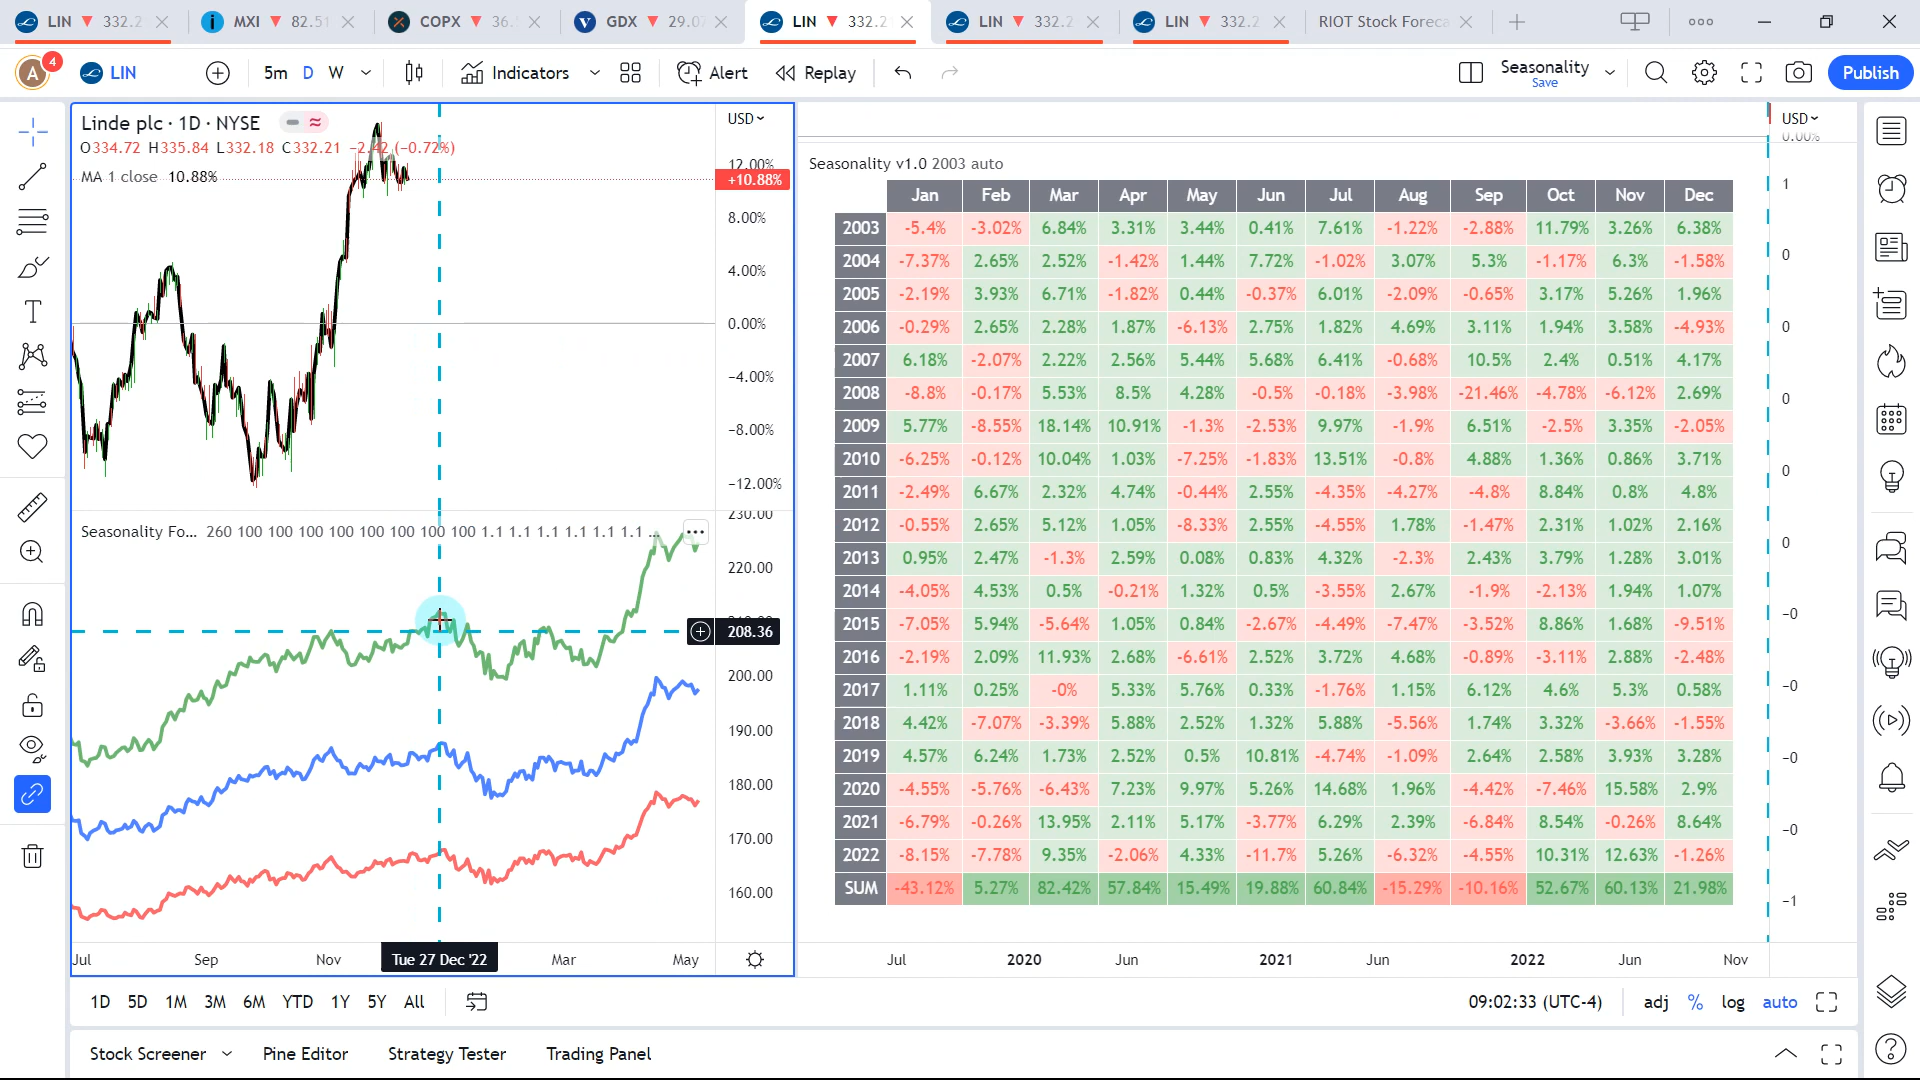 LIN ▼ 332.2 MXI ▼ 82.51 COPX ▼ 36. GDX ▼ 29.0 LIN ▼ 332.2 LIN ▼ 332.2 LIN ▼ 332.2 RIOT Stock Foreca
A 4 LIN 5m D W Indicators Alert Replay Seasonality Save Publish
Linde plc · 1D · NYSE USD
O334.72 H335.84 L332.18 C332.21 −2.42 (−0.72%)
MA 1 close 10.88%
12.00%
+10.88%
8.00%
4.00%
0.00%
−4.00%
−8.00%
−12.00%
230.00
Seasonality Fo... 260 100 100 100 100 100 100 100 100 1.1 1.1 1.1 1.1 1.1 1.1 ...
220.00
208.36
200.00
190.00
180.00
170.00
160.00
Jul Sep Nov Tue 27 Dec '22 Mar May
USD
0.00%
Seasonality v1.0 2003 auto
Jan Feb Mar Apr May Jun Jul Aug Sep Oct Nov Dec
2003 -5.4% -3.02% 6.84% 3.31% 3.44% 0.41% 7.61% -1.22% -2.88% 11.79% 3.26% 6.38%
2004 -7.37% 2.65% 2.52% -1.42% 1.44% 7.72% -1.02% 3.07% 5.3% -1.17% 6.3% -1.58%
2005 -2.19% 3.93% 6.71% -1.82% 0.44% -0.37% 6.01% -2.09% -0.65% 3.17% 5.26% 1.96%
2006 -0.29% 2.65% 2.28% 1.87% -6.13% 2.75% 1.82% 4.69% 3.11% 1.94% 3.58% -4.93%
2007 6.18% -2.07% 2.22% 2.56% 5.44% 5.68% 6.41% -0.68% 10.5% 2.4% 0.51% 4.17%
2008 -8.8% -0.17% 5.53% 8.5% 4.28% -0.5% -0.18% -3.98% -21.46% -4.78% -6.12% 2.69%
2009 5.77% -8.55% 18.14% 10.91% -1.3% -2.53% 9.97% -1.9% 6.51% -2.5% 3.35% -2.05%
2010 -6.25% -0.12% 10.04% 1.03% -7.25% -1.83% 13.51% -0.8% 4.88% 1.36% 0.86% 3.71%
2011 -2.49% 6.67% 2.32% 4.74% -0.44% 2.55% -4.35% -4.27% -4.8% 8.84% 0.8% 4.8%
2012 -0.55% 2.65% 5.12% 1.05% -8.33% 2.55% -4.55% 1.78% -1.47% 2.31% 1.02% 2.16%
2013 0.95% 2.47% -1.3% 2.59% 0.08% 0.83% 4.32% -2.3% 2.43% 3.79% 1.28% 3.01%
2014 -4.05% 4.53% 0.5% -0.21% 1.32% 0.5% -3.55% 2.67% -1.9% -2.13% 1.94% 1.07%
2015 -7.05% 5.94% -5.64% 1.05% 0.84% -2.67% -4.49% -7.47% -3.52% 8.86% 1.68% -9.51%
2016 -2.19% 2.09% 11.93% 2.68% -6.61% 2.52% 3.72% 4.68% -0.89% -3.11% 2.88% -2.48%
2017 1.11% 0.25% -0% 5.33% 5.76% 0.33% -1.76% 1.15% 6.12% 4.6% 5.3% 0.58%
2018 4.42% -7.07% -3.39% 5.88% 2.52% 1.32% 5.88% -5.56% 1.74% 3.32% -3.66% -1.55%
2019 4.57% 6.24% 1.73% 2.52% 0.5% 10.81% -4.74% -1.09% 2.64% 2.58% 3.93% 3.28%
2020 -4.55% -5.76% -6.43% 7.23% 9.97% 5.26% 14.68% 1.96% -4.42% -7.46% 15.58% 2.9%
2021 -6.79% -0.26% 13.95% 2.11% 5.17% -3.77% 6.29% 2.39% -6.84% 8.54% -0.26% 8.64%
2022 -8.15% -7.78% 9.35% -2.06% 4.33% -11.7% 5.26% -6.32% -4.55% 10.31% 12.63% -1.26%
SUM -43.12% 5.27% 82.42% 57.84% 15.49% 19.88% 60.84% -15.29% -10.16% 52.67% 60.13% 21.98%
1
0
0
0
0
0
−0
−0
−0
−0
−1
Jul 2020 Jun 2021 Jun 2022 Jun Nov
1D 5D 1M 3M 6M YTD 1Y 5Y All 09:02:33 (UTC-4) adj % log auto
Stock Screener Pine Editor Strategy Tester Trading Panel